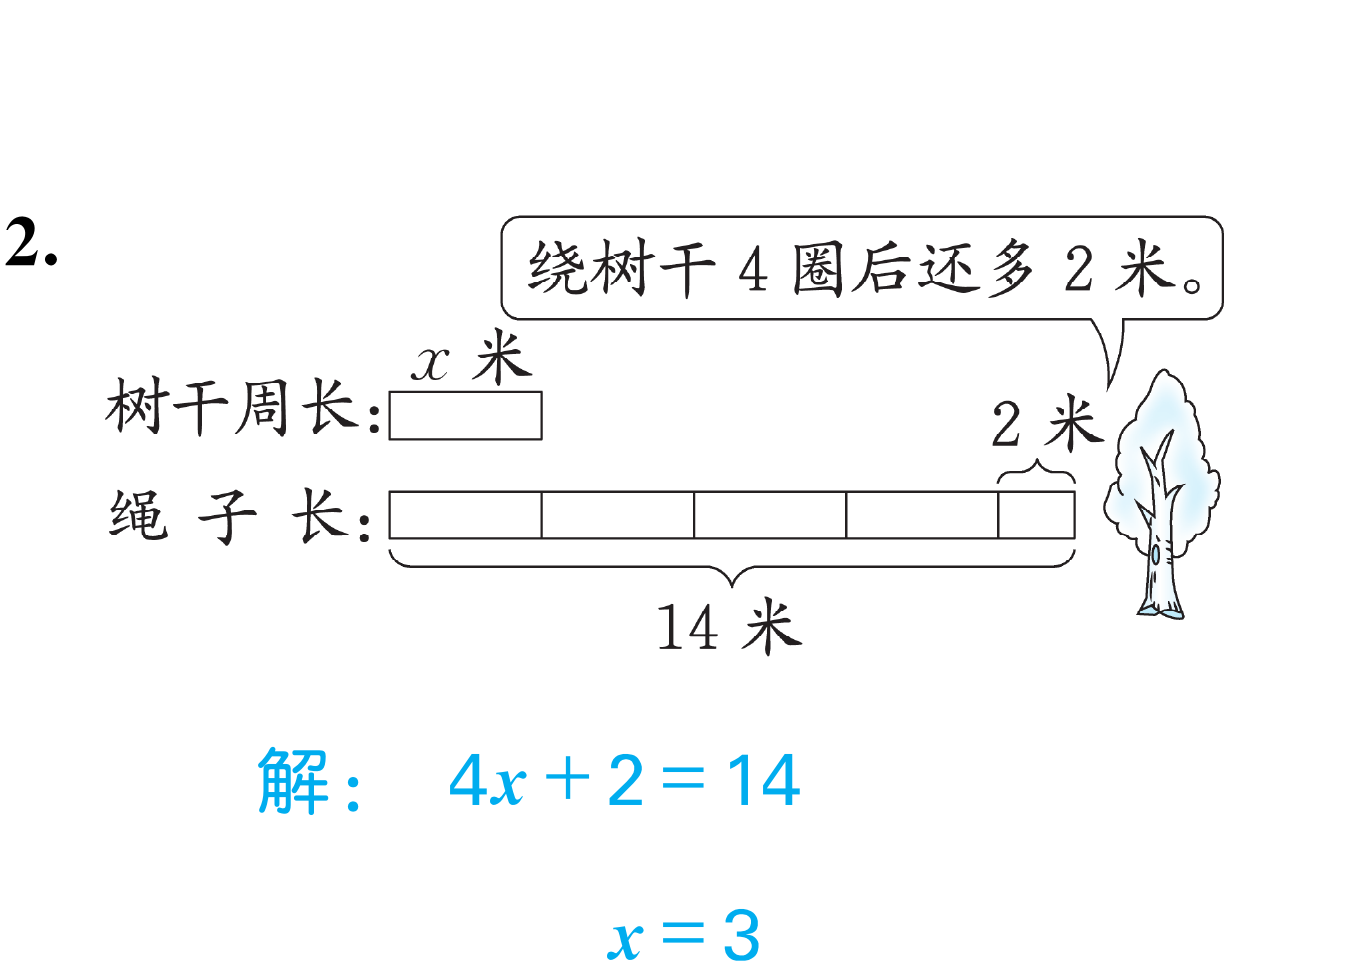 2.
绕树干 4 圈后还多 2 米。
x 米
树干周长:
2 米
绳 子 长:
14 米
解: 4x + 2 = 14
x = 3